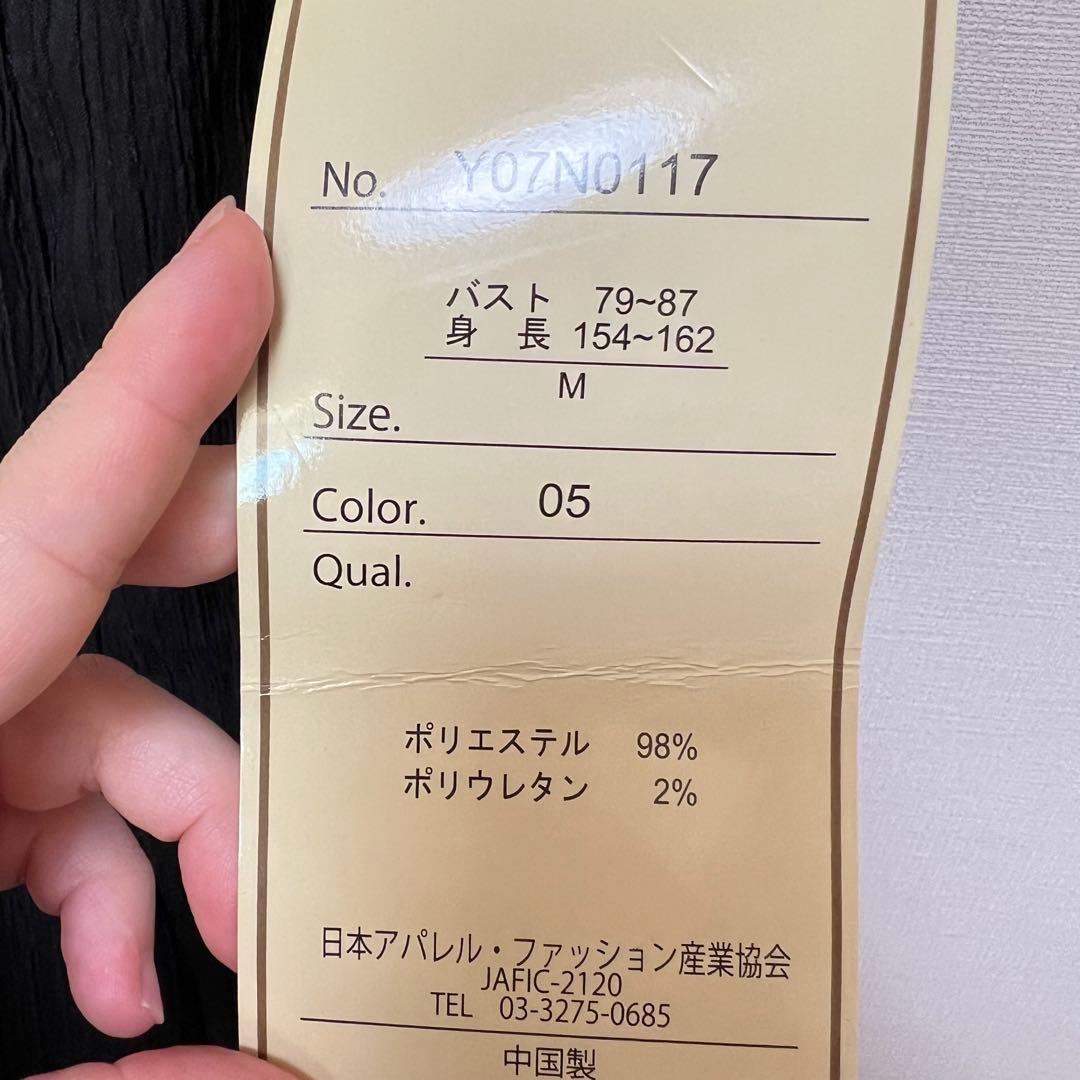 No. Y07N0117
バスト 79~87
身 長 154~162
M
Size.
Color. 05
Qual.
ポリエステル 98%
ポリウレタン 2%
日本アパレル・ファッション産業協会
JAFIC-2120
TEL 03-3275-0685
中国製